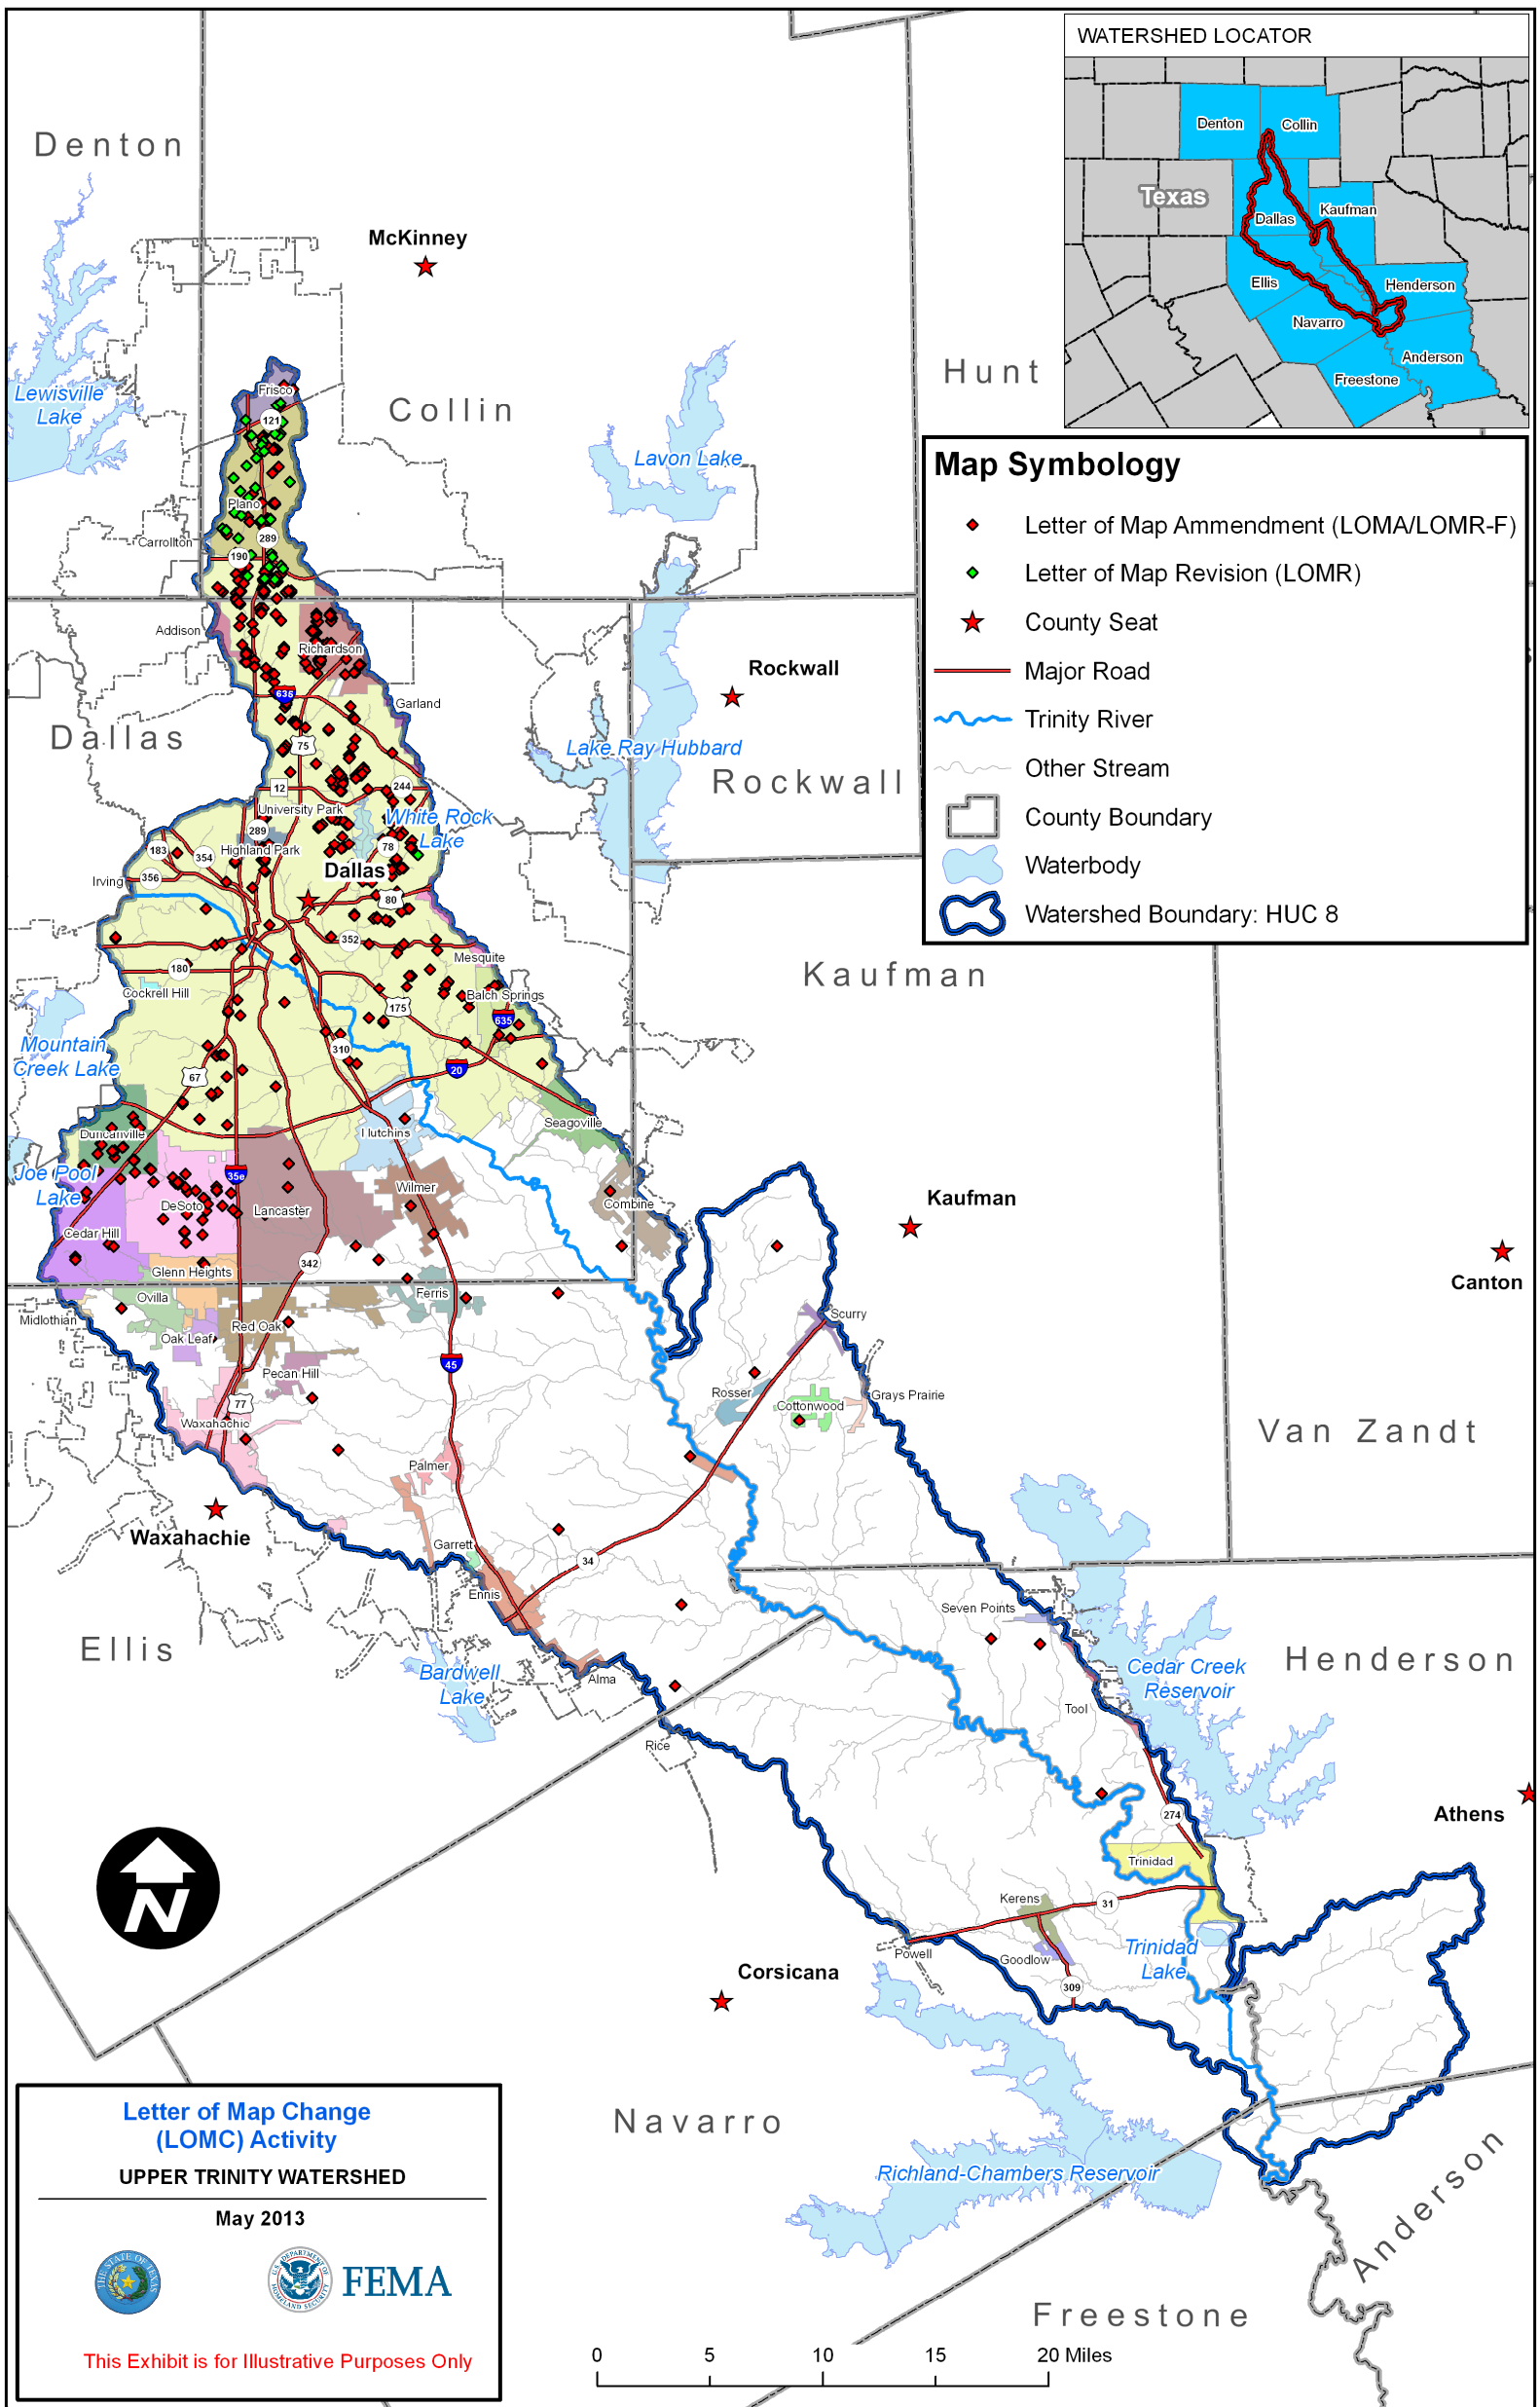 WATERSHED LOCATOR
Denton
Collin
Texas
Dallas
Kaufman
Ellis
Henderson
Navarro
Anderson
Freestone
Map Symbology
Letter of Map Ammendment (LOMA/LOMR-F)
Letter of Map Revision (LOMR)
County Seat
Major Road
Trinity River
Other Stream
County Boundary
Waterbody
Watershed Boundary: HUC 8
Denton
McKinney
Lewisville
Lake
Collin
Hunt
Frisco
121
Lavon Lake
Plano
Carrollton
289
190
Addison
Richardson
Rockwall
635
Garland
Dallas
75
Lake Ray Hubbard
Rockwall
12
244
University Park
White Rock
Lake
289
183
354
Highland Park
78
Irving
356
Dallas
80
352
Mesquite
180
Kaufman
Cockrell Hill
Balch Springs
175
635
Mountain
Creek Lake
310
67
20
Duncanville
Hutchins
Seagoville
Joe Pool
Lake
35e
DeSoto
Lancaster
Wilmer
Combine
Kaufman
Cedar Hill
Glenn Heights
342
Canton
Ovilla
Ferris
Midlothian
Oak Leaf
Red Oak
Scurry
45
Pecan Hill
Rosser
Grays Prairie
77
Cottonwood
Waxahachie
Van Zandt
Palmer
Waxahachie
Garrett
34
Ennis
Seven Points
Ellis
Bardwell
Lake
Alma
Henderson
Cedar Creek
Reservoir
Tool
Rice
274
Athens
Trinidad
N
Kerens
31
Powell
Goodlow
Trinidad
Lake
Corsicana
309
Navarro
Richland-Chambers Reservoir
Anderson
Freestone
Letter of Map Change
(LOMC) Activity
UPPER TRINITY WATERSHED
May 2013
THE STATE OF TEXAS
U.S. DEPARTMENT OF HOMELAND SECURITY
FEMA
This Exhibit is for Illustrative Purposes Only
0 5 10 15 20 Miles